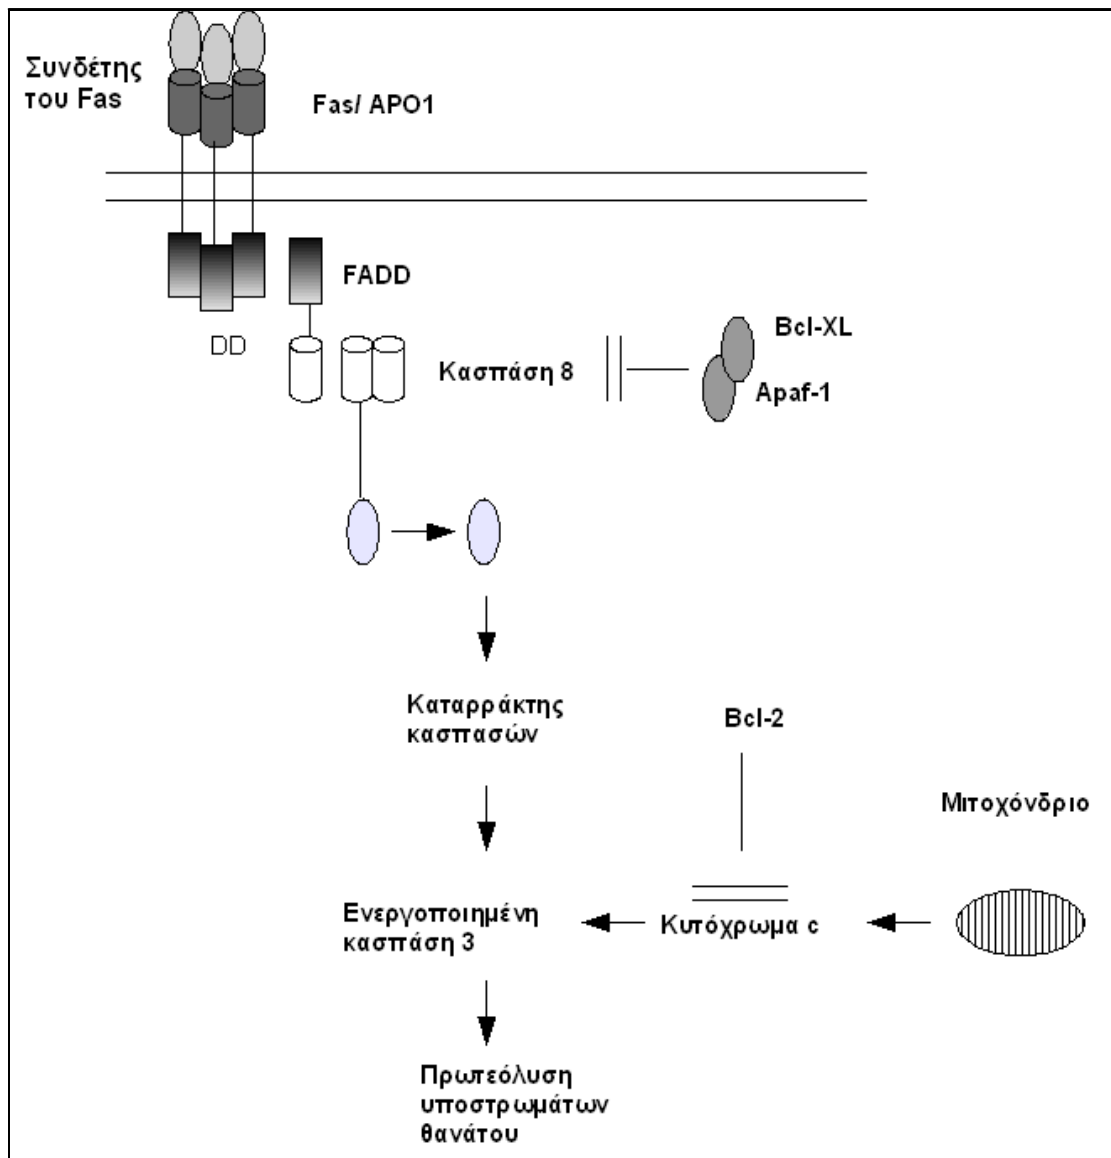 Συνδέτης
του Fas
Fas/ APO1
FADD
DD
Κασπάση 8
Bcl-XL
Apaf-1
Καταρράκτης
κασπασών
Bcl-2
Μιτοχόνδριο
Ενεργοποιημένη
κασπάση 3
Κυτόχρωμα c
Πρωτεόλυση
υποστρωμάτων
θανάτου